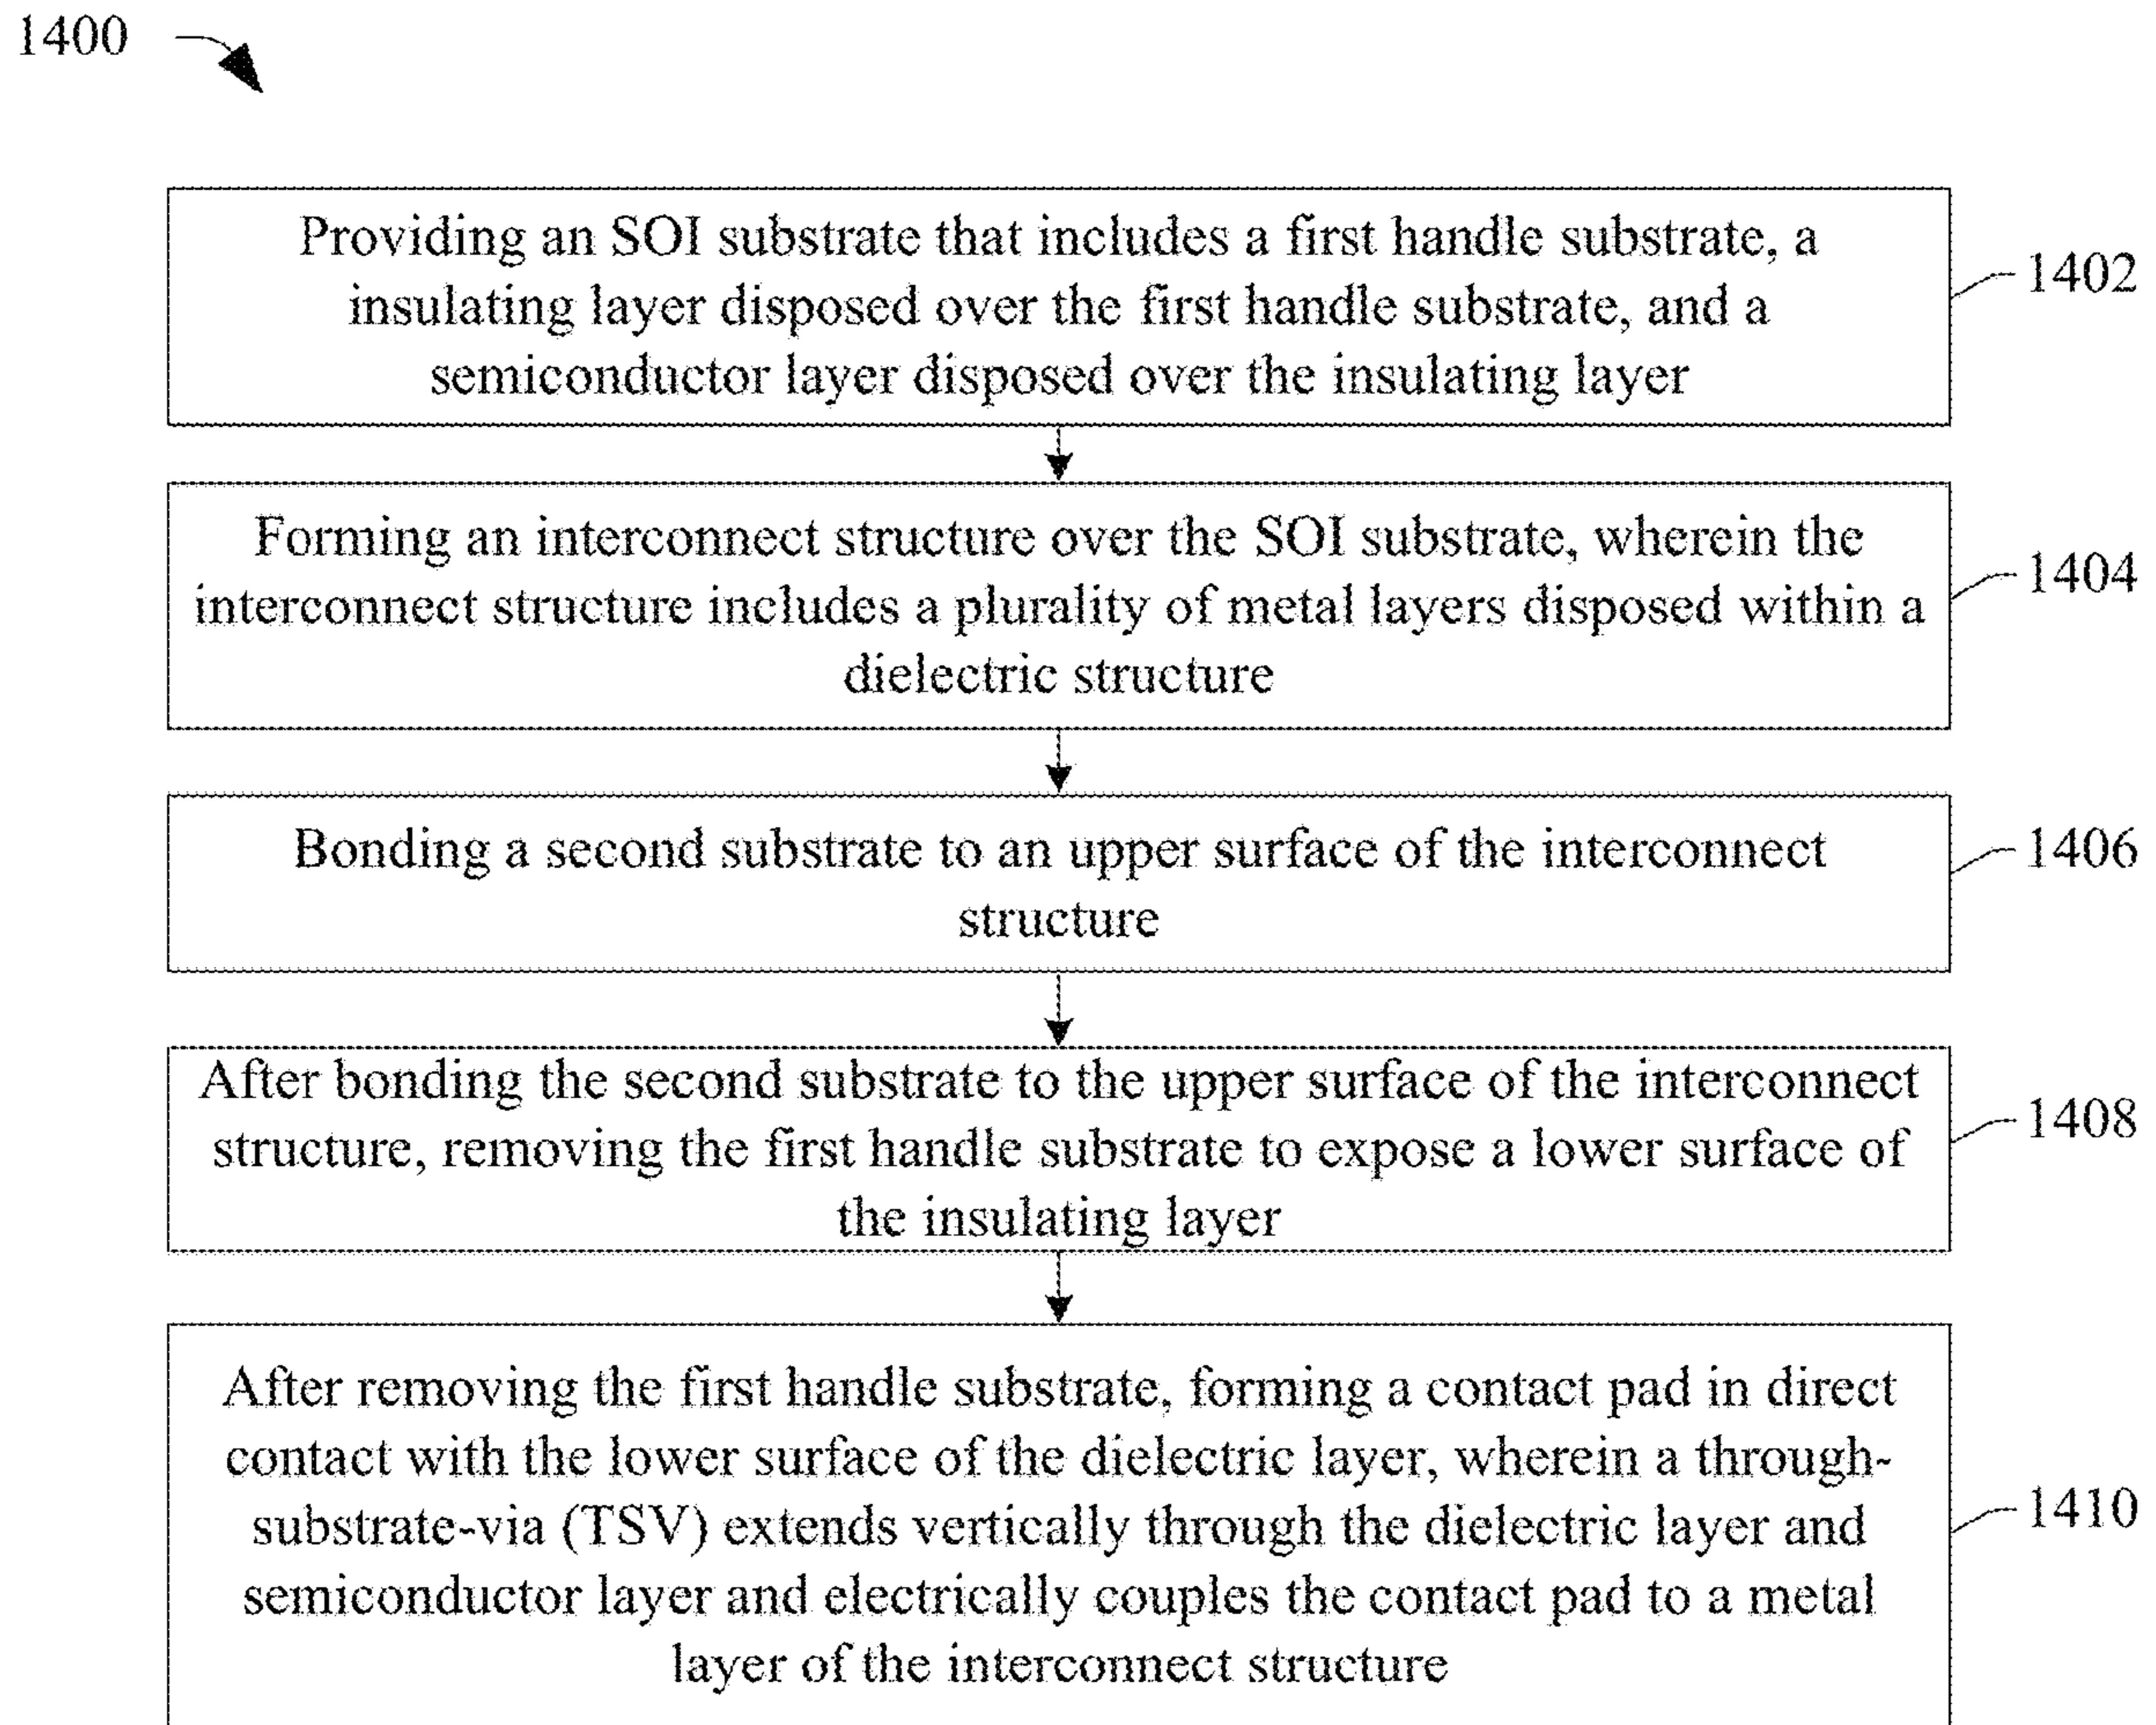 1400
Providing an SOI substrate that includes a first handle substrate, a
insulating layer disposed over the first handle substrate, and a
semiconductor layer disposed over the insulating layer
1402
Forming an interconnect structure over the SOI substrate, wherein the
interconnect structure includes a plurality of metal layers disposed within a
dielectric structure
1404
Bonding a second substrate to an upper surface of the interconnect
structure
1406
After bonding the second substrate to the upper surface of the interconnect
structure, removing the first handle substrate to expose a lower surface of
the insulating layer
1408
After removing the first handle substrate, forming a contact pad in direct
contact with the lower surface of the dielectric layer, wherein a through-
substrate-via (TSV) extends vertically through the dielectric layer and
semiconductor layer and electrically couples the contact pad to a metal
layer of the interconnect structure
1410